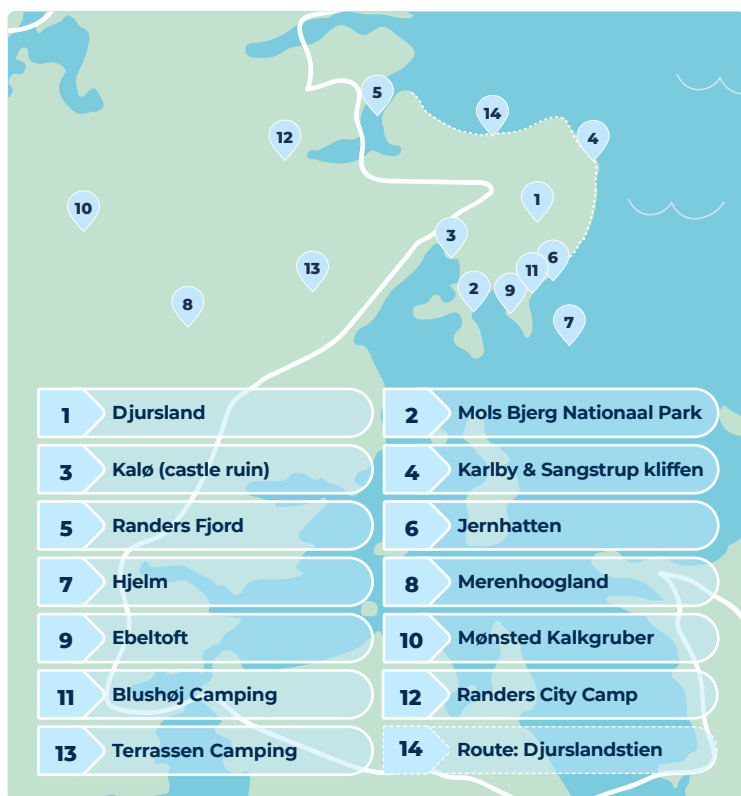 5
14
12
4
1
10
3
6
13
11
2
9
8
7
1 Djursland
2 Mols Bjerg Nationaal Park
3 Kalø (castle ruin)
4 Karlby & Sangstrup kliffen
5 Randers Fjord
6 Jernhatten
7 Hjelm
8 Merenhoogland
9 Ebeltoft
10 Mønsted Kalkgruber
11 Blushøj Camping
12 Randers City Camp
13 Terrassen Camping
14 Route: Djurslandstien